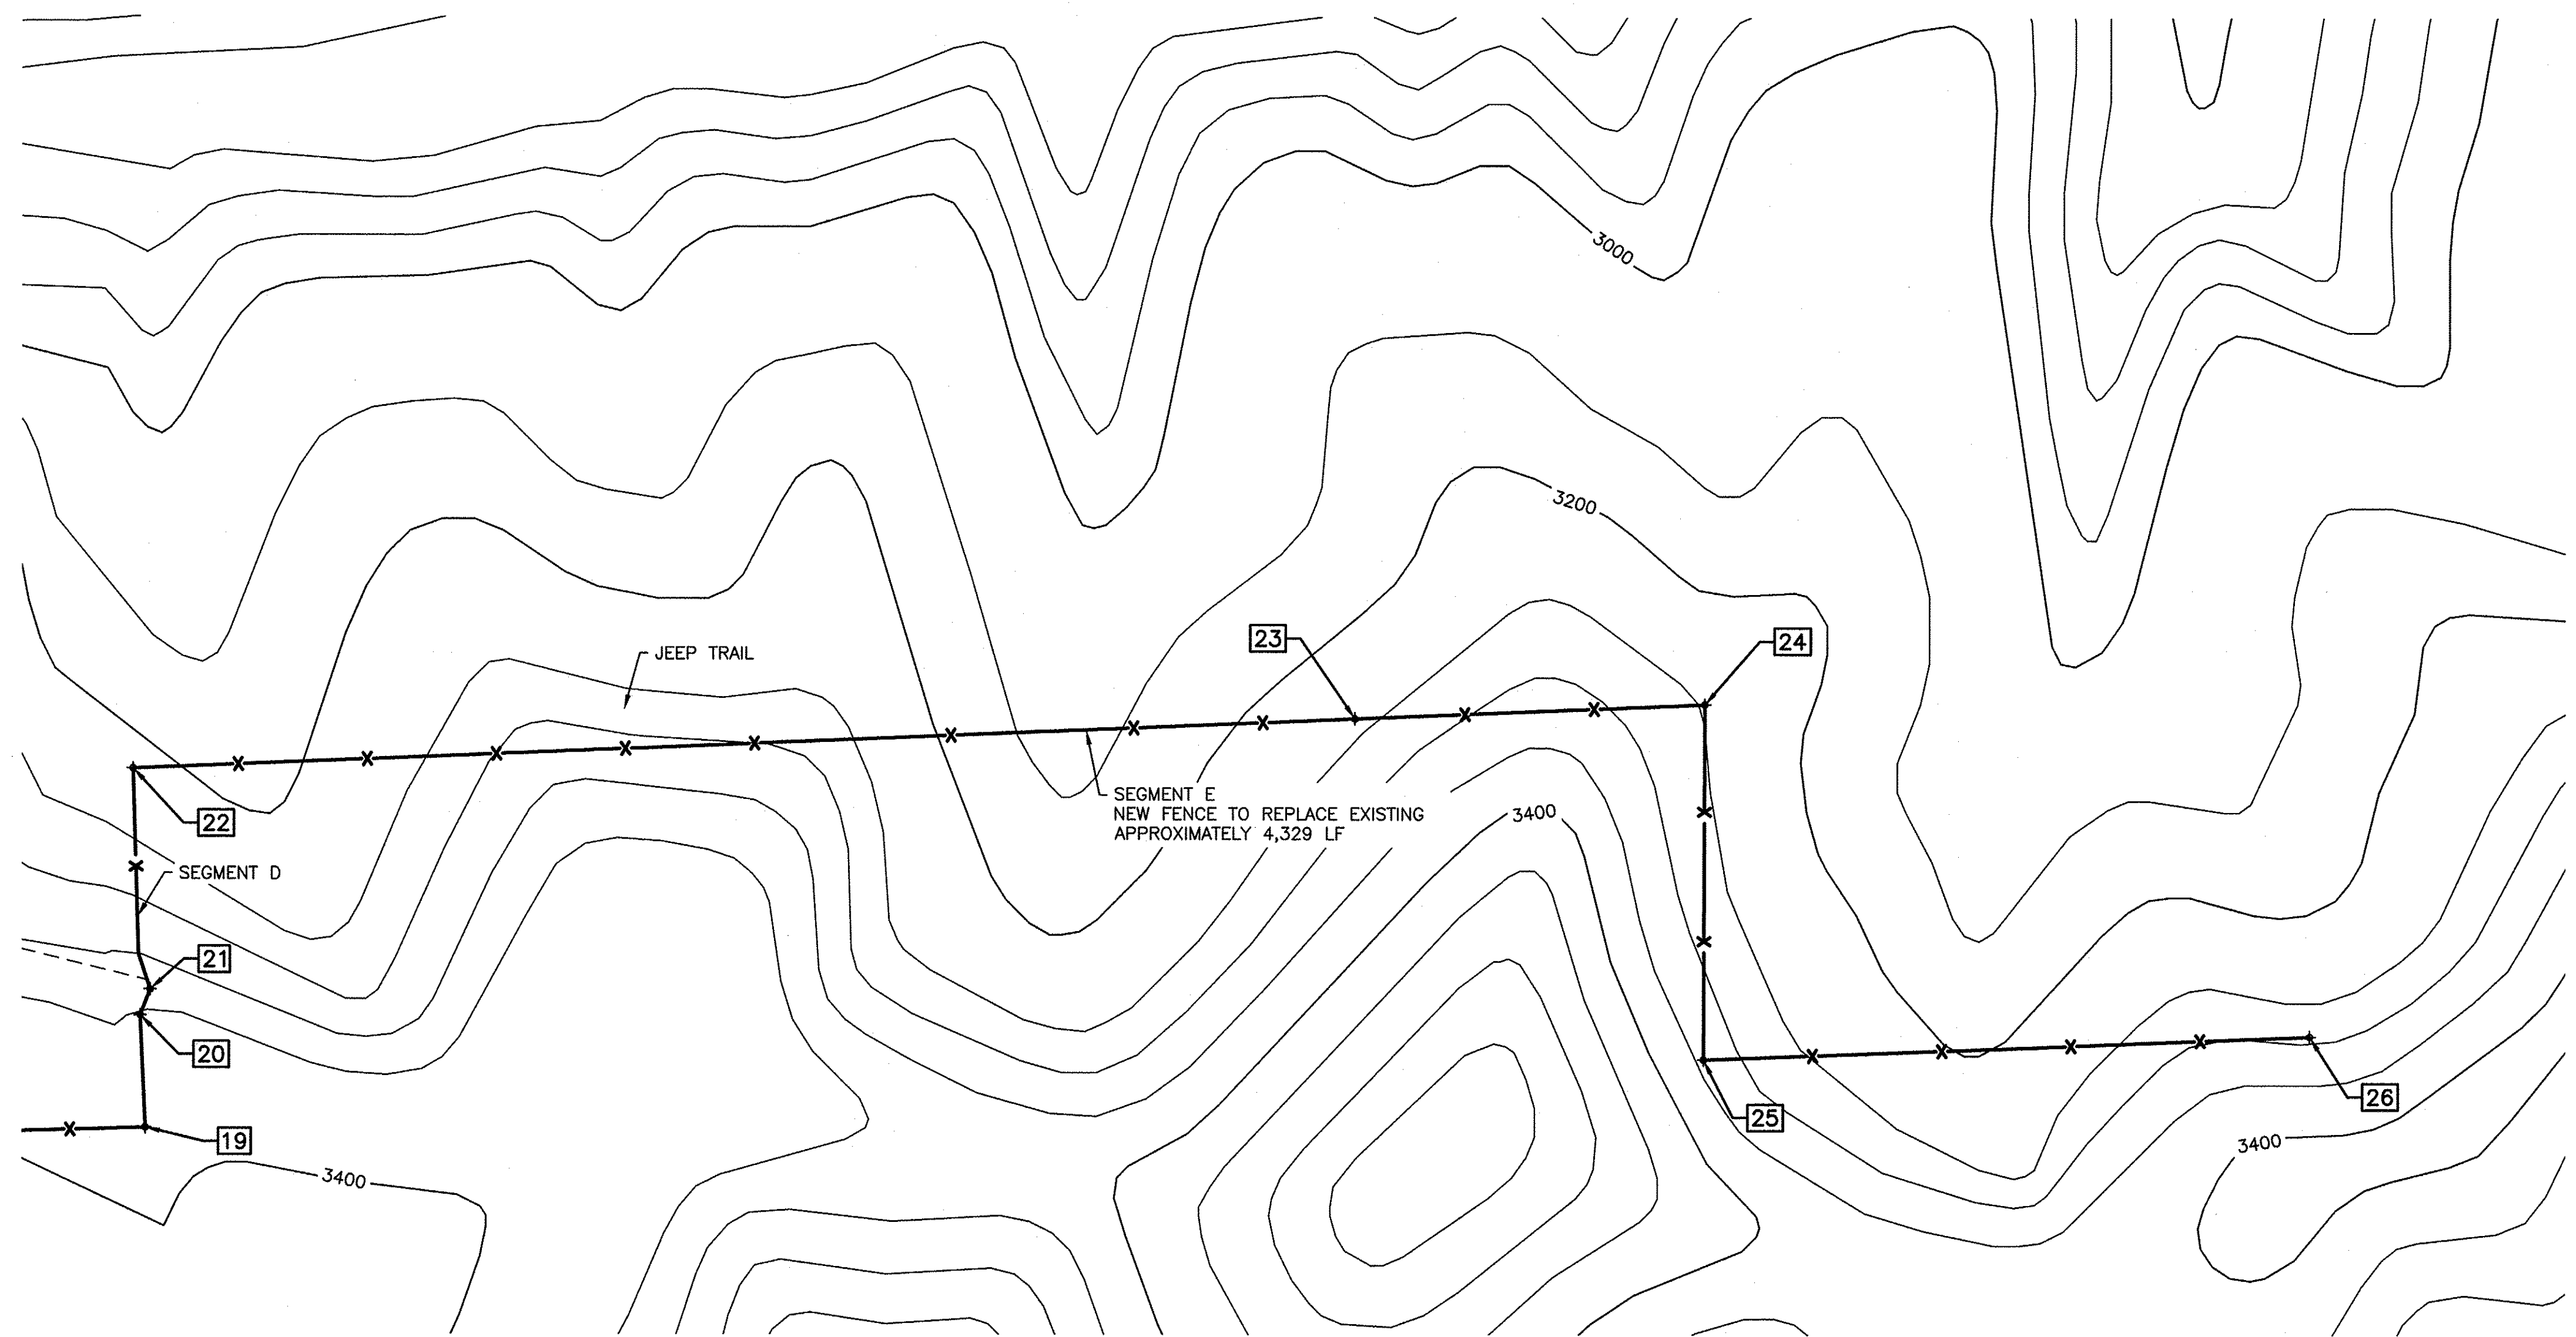 3000
3200
23
24
JEEP TRAIL
SEGMENT E
NEW FENCE TO REPLACE EXISTING
APPROXIMATELY 4,329 LF
3400
22
SEGMENT D
21
20
26
25
19
3400
3400